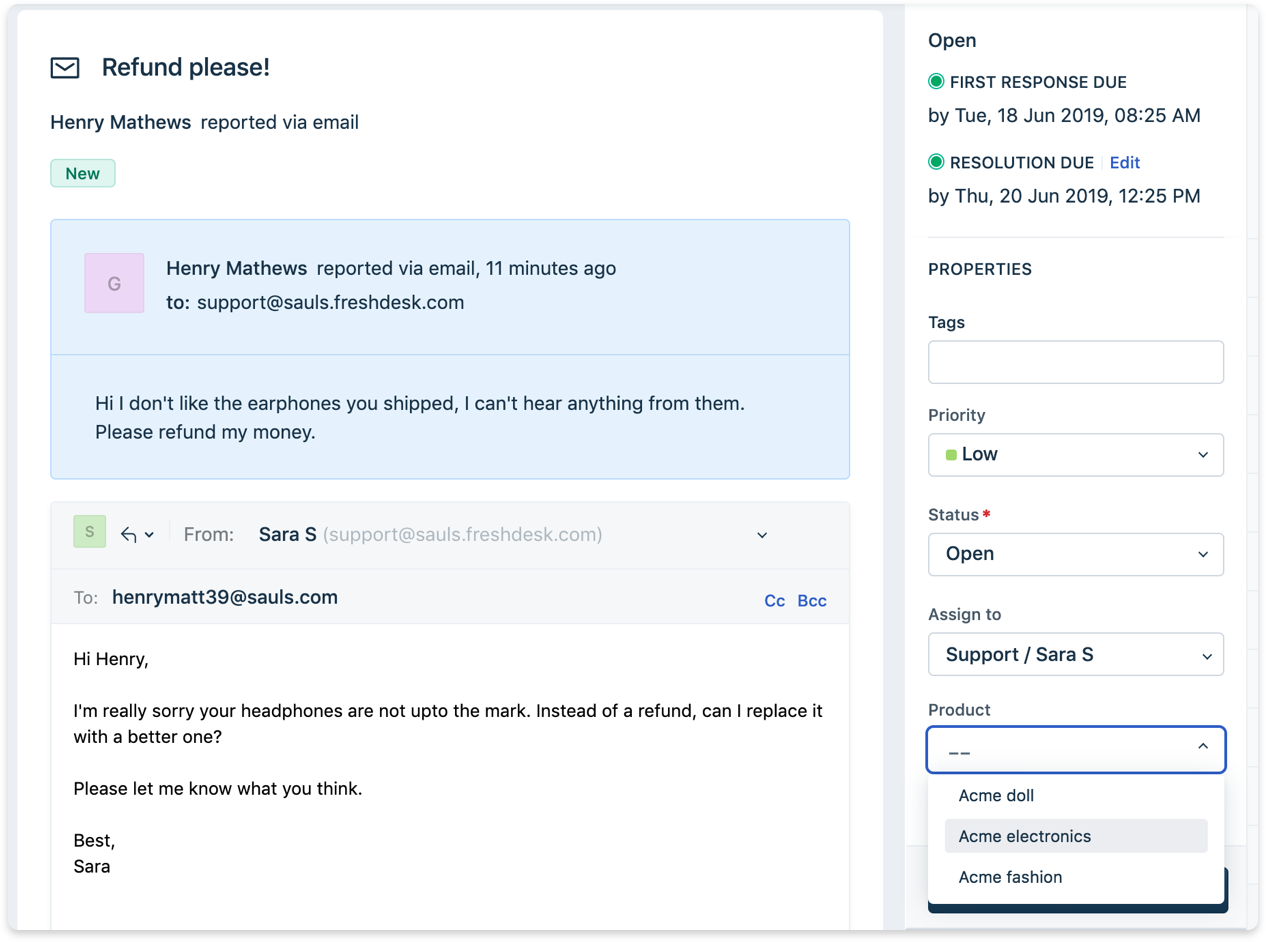 Refund please!
Henry Mathews reported via email
New
G
Henry Mathews reported via email, 11 minutes ago
to: support@sauls.freshdesk.com
Hi I don't like the earphones you shipped, I can't hear anything from them.
Please refund my money.
S
From: Sara S (support@sauls.freshdesk.com)
To: henrymatt39@sauls.com
Cc Bcc
Hi Henry,
I'm really sorry your headphones are not upto the mark. Instead of a refund, can I replace it
with a better one?
Please let me know what you think.
Best,
Sara
Open
FIRST RESPONSE DUE
by Tue, 18 Jun 2019, 08:25 AM
RESOLUTION DUE Edit
by Thu, 20 Jun 2019, 12:25 PM
PROPERTIES
Tags
Priority
Low
Status*
Open
Assign to
Support / Sara S
Product
--
Acme doll
Acme electronics
Acme fashion